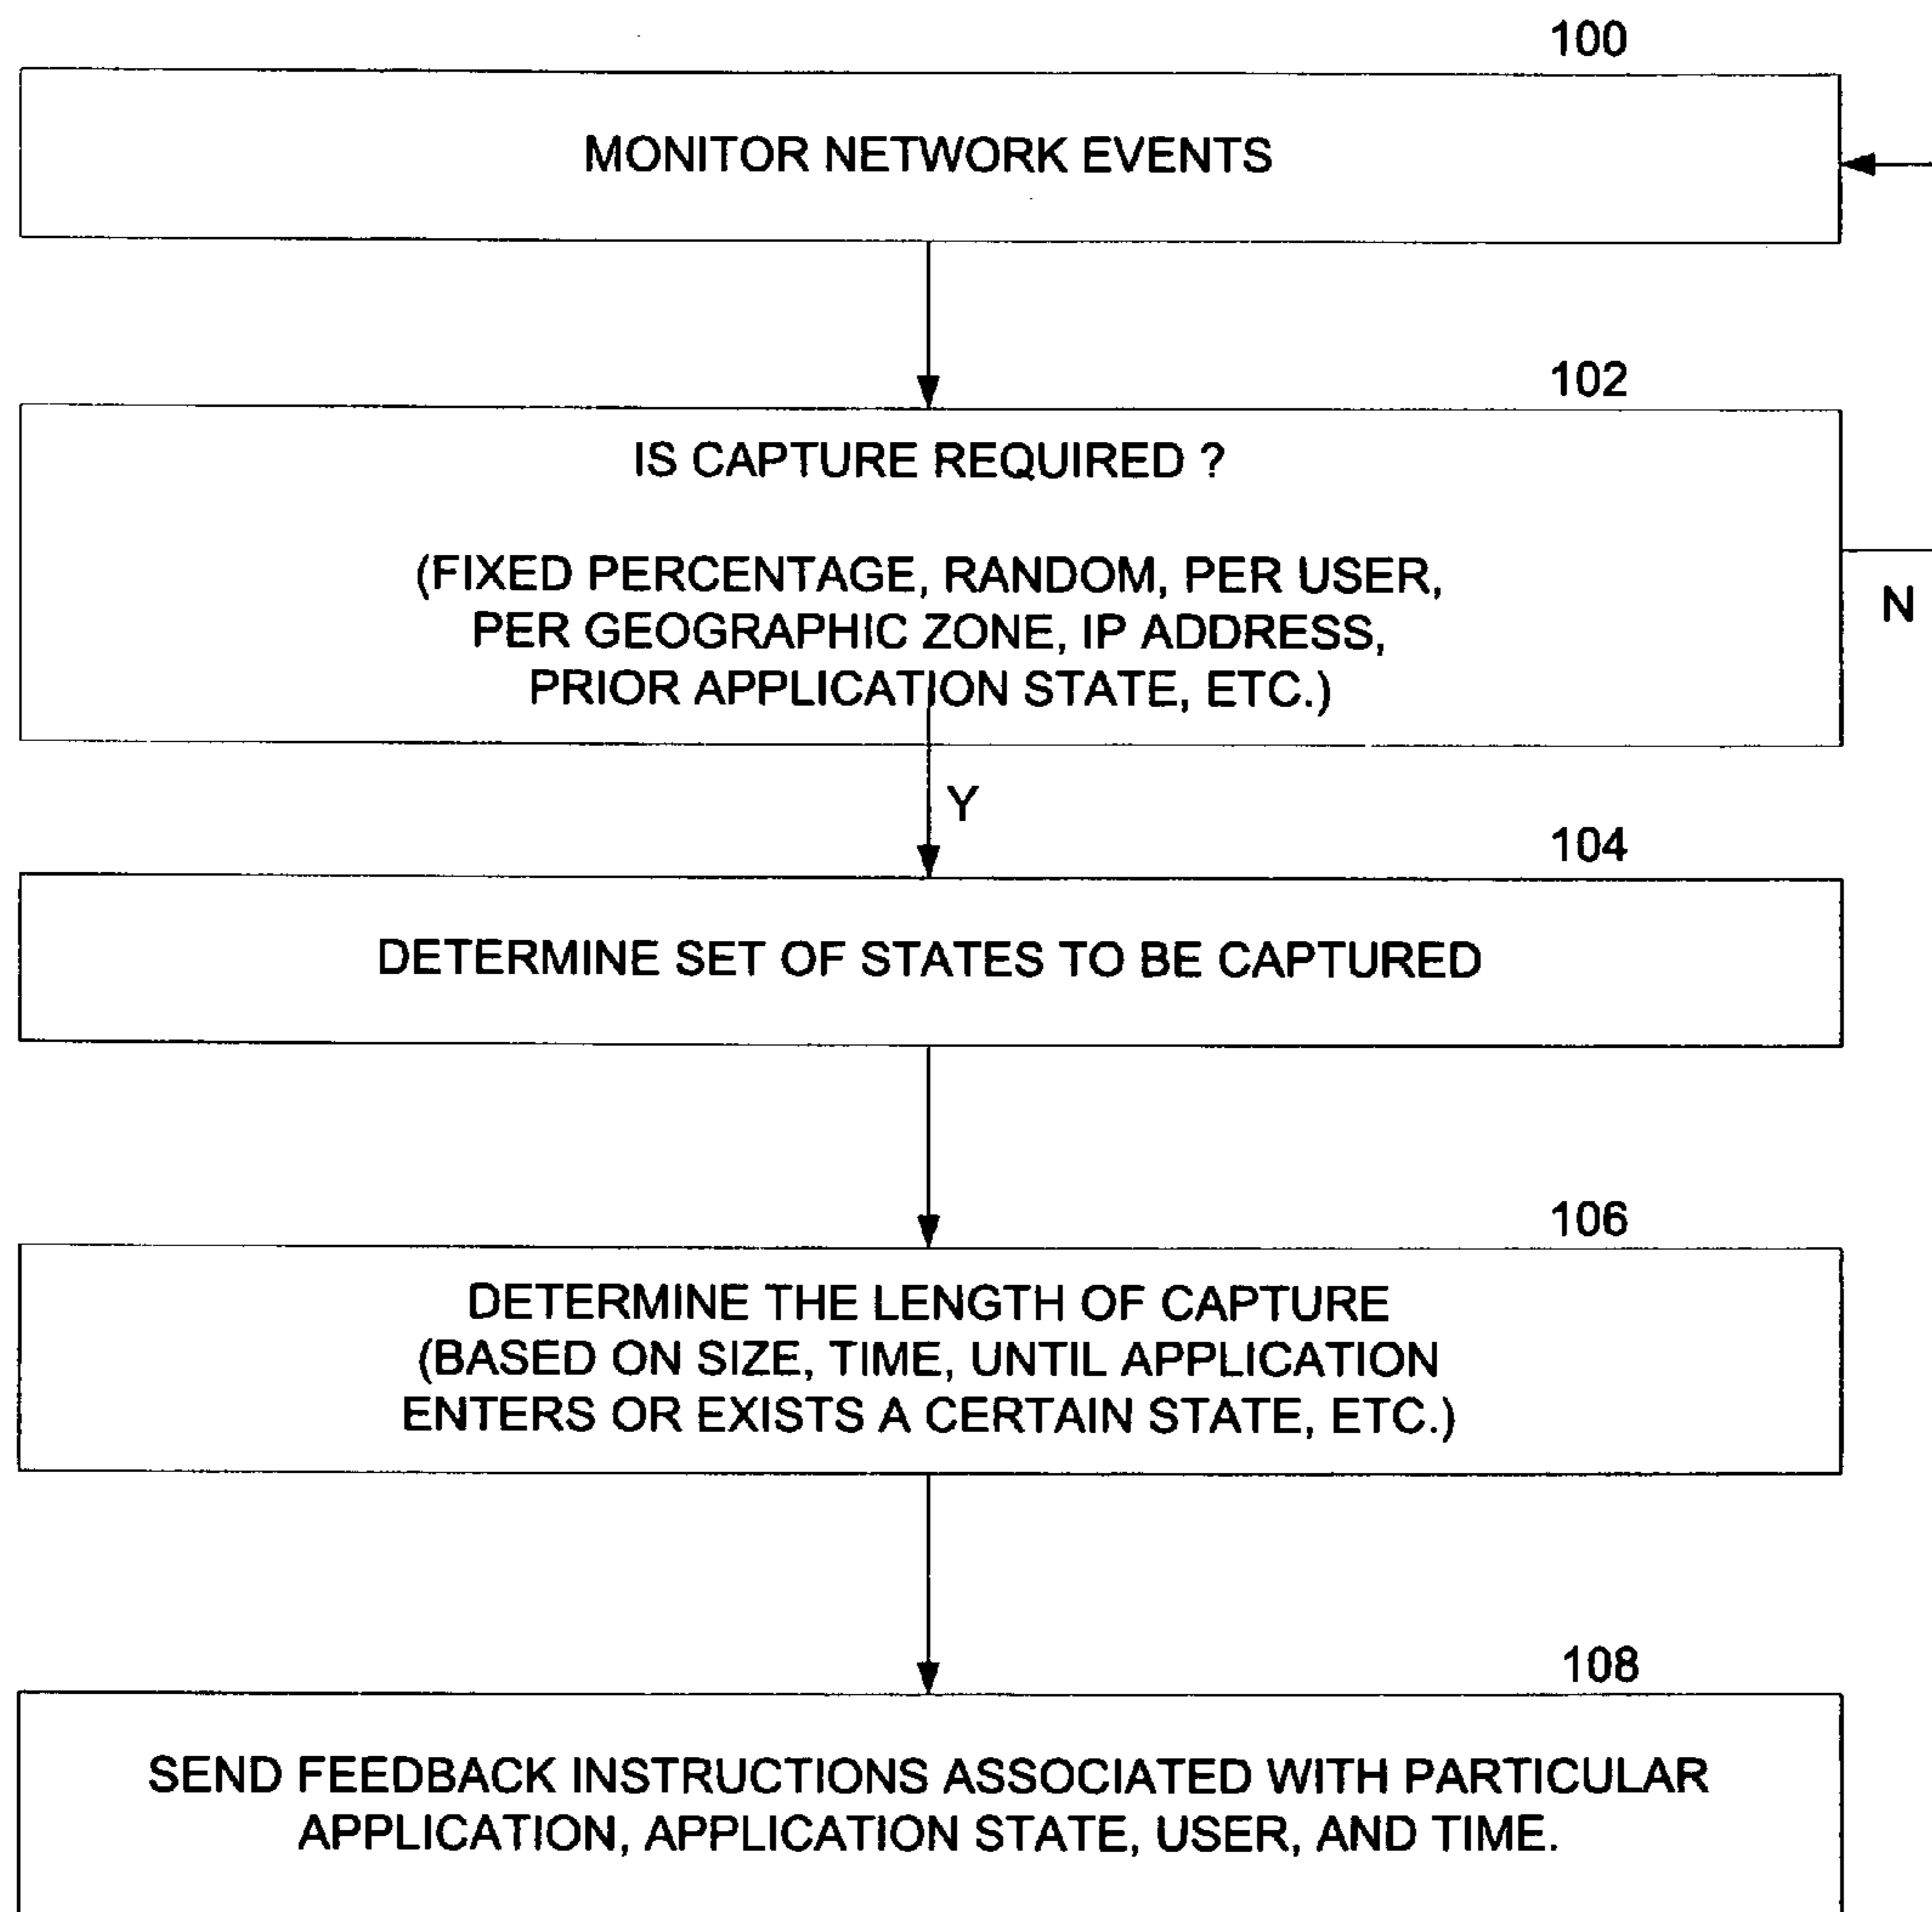 100
MONITOR NETWORK EVENTS
102
IS CAPTURE REQUIRED ?
(FIXED PERCENTAGE, RANDOM, PER USER,
PER GEOGRAPHIC ZONE, IP ADDRESS,
PRIOR APPLICATION STATE, ETC.)
N
Y
104
DETERMINE SET OF STATES TO BE CAPTURED
106
DETERMINE THE LENGTH OF CAPTURE
(BASED ON SIZE, TIME, UNTIL APPLICATION
ENTERS OR EXISTS A CERTAIN STATE, ETC.)
108
SEND FEEDBACK INSTRUCTIONS ASSOCIATED WITH PARTICULAR
APPLICATION, APPLICATION STATE, USER, AND TIME.